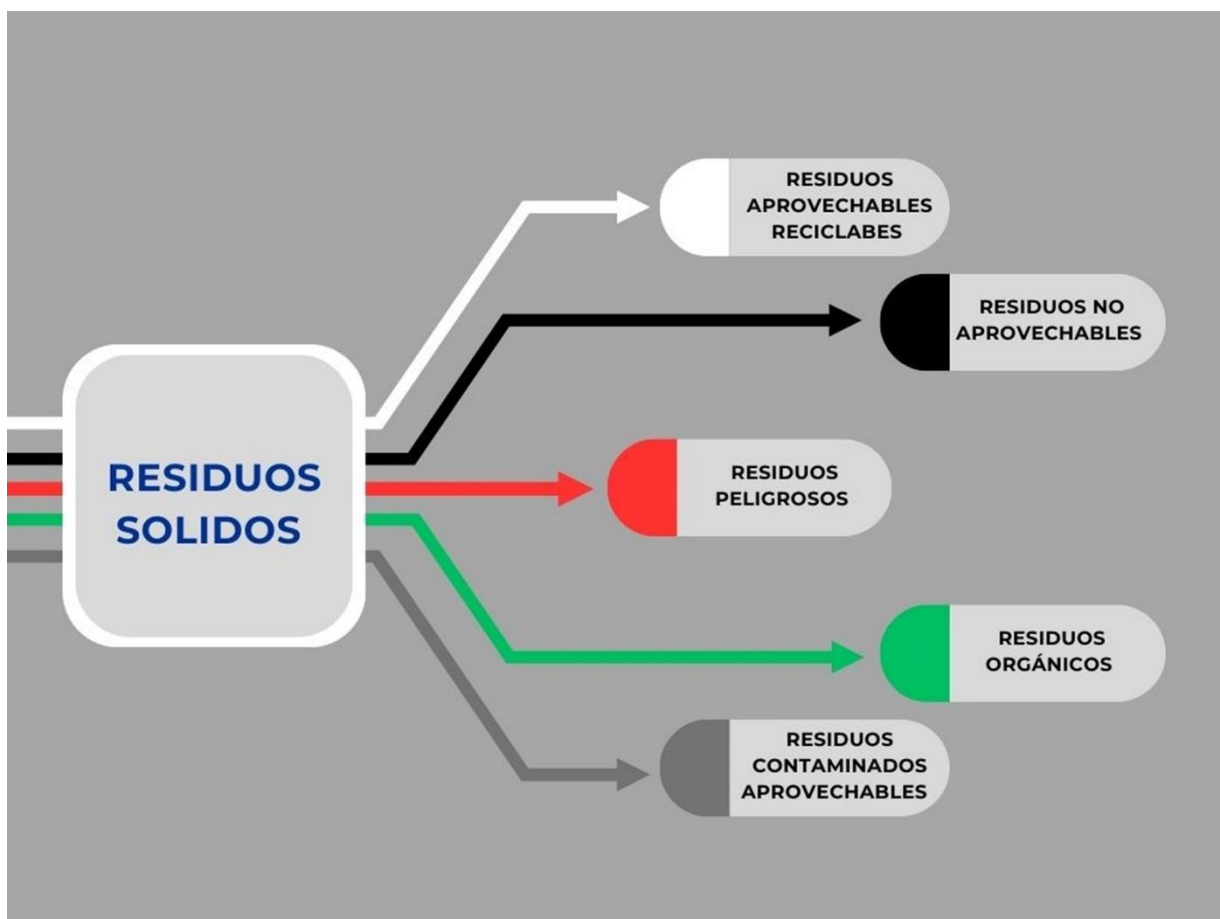 RESIDUOS
APROVECHABLES
RECICLABES
RESIDUOS NO
APROVECHABLES
RESIDUOS
SOLIDOS
RESIDUOS
PELIGROSOS
RESIDUOS
ORGÁNICOS
RESIDUOS
CONTAMINADOS
APROVECHABLES